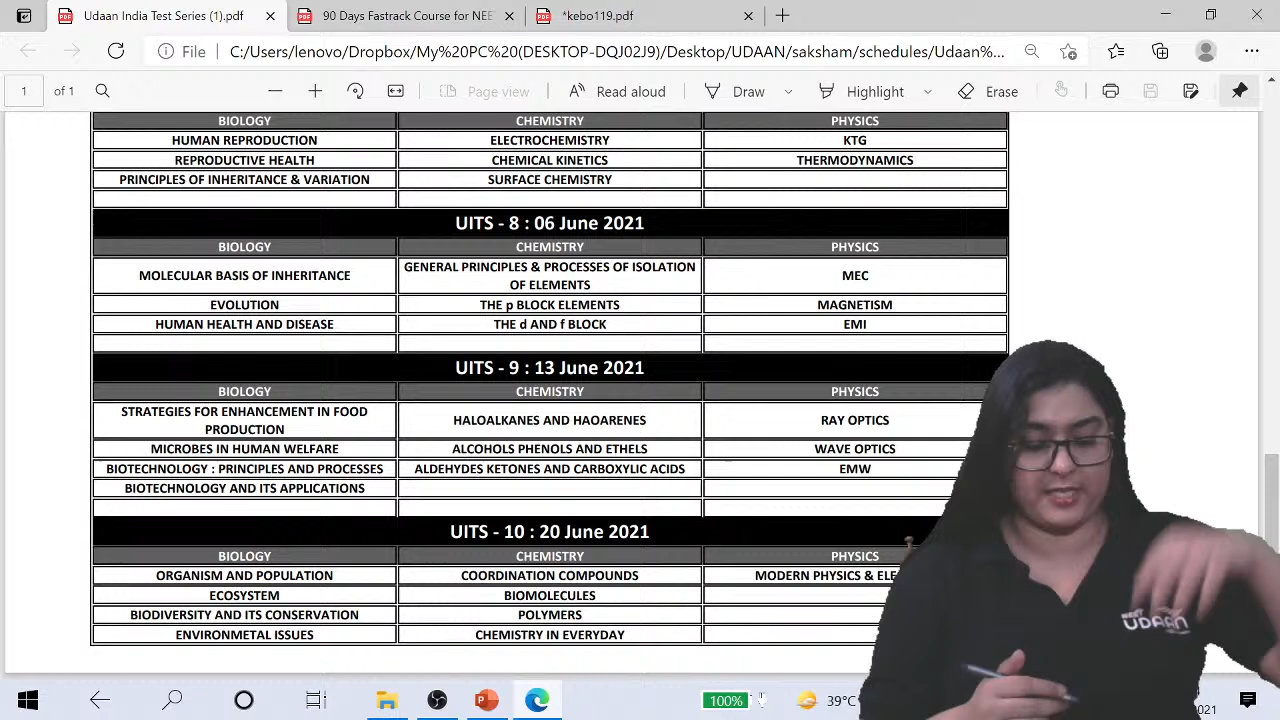 Udaan India Test Series (1).pdf
90 Days Fastrack Course for NEE
*kebo119.pdf
File
C:/Users/lenovo/Dropbox/My%20PC%20(DESKTOP-DQJ02J9)/Desktop/UDAAN/saksham/schedules/Udaan%...
1 of 1
Page view
Read aloud
Draw
Highlight
Erase
BIOLOGY CHEMISTRY PHYSICS
HUMAN REPRODUCTION ELECTROCHEMISTRY KTG
REPRODUCTIVE HEALTH CHEMICAL KINETICS THERMODYNAMICS
PRINCIPLES OF INHERITANCE & VARIATION SURFACE CHEMISTRY
UITS - 8 : 06 June 2021
BIOLOGY CHEMISTRY PHYSICS
MOLECULAR BASIS OF INHERITANCE GENERAL PRINCIPLES & PROCESSES OF ISOLATION MEC
OF ELEMENTS
EVOLUTION THE p BLOCK ELEMENTS MAGNETISM
HUMAN HEALTH AND DISEASE THE d AND f BLOCK EMI
UITS - 9 : 13 June 2021
BIOLOGY CHEMISTRY PHYSICS
STRATEGIES FOR ENHANCEMENT IN FOOD HALOALKANES AND HAOARENES RAY OPTICS
PRODUCTION
MICROBES IN HUMAN WELFARE ALCOHOLS PHENOLS AND ETHELS WAVE OPTICS
BIOTECHNOLOGY : PRINCIPLES AND PROCESSES ALDEHYDES KETONES AND CARBOXYLIC ACIDS EMW
BIOTECHNOLOGY AND ITS APPLICATIONS
UITS - 10 : 20 June 2021
BIOLOGY CHEMISTRY PHYSICS
ORGANISM AND POPULATION COORDINATION COMPOUNDS MODERN PHYSICS & ELE
ECOSYSTEM BIOMOLECULES
BIODIVERSITY AND ITS CONSERVATION POLYMERS
ENVIRONMETAL ISSUES CHEMISTRY IN EVERYDAY
UDAAN
100%
39°C
2021